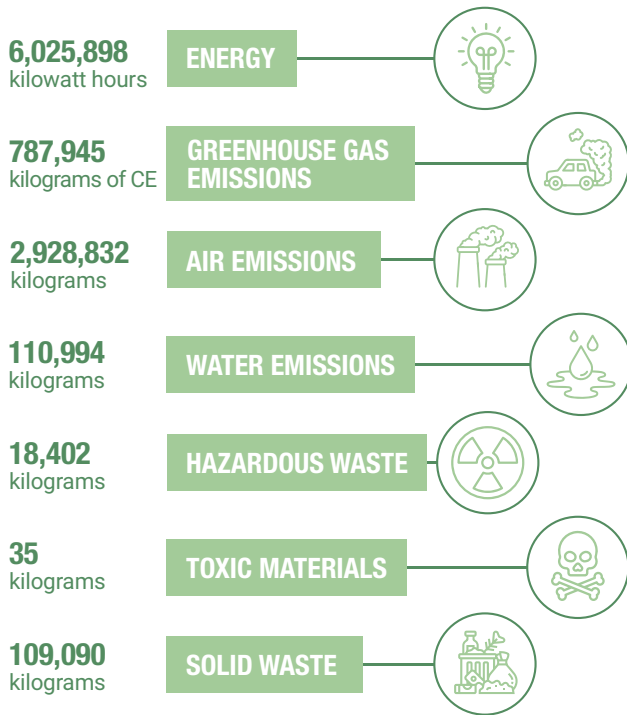 6,025,898
kilowatt hours
ENERGY
787,945
kilograms of CE
GREENHOUSE GAS
EMISSIONS
2,928,832
kilograms
AIR EMISSIONS
110,994
kilograms
WATER EMISSIONS
18,402
kilograms
HAZARDOUS WASTE
35
kilograms
TOXIC MATERIALS
109,090
kilograms
SOLID WASTE